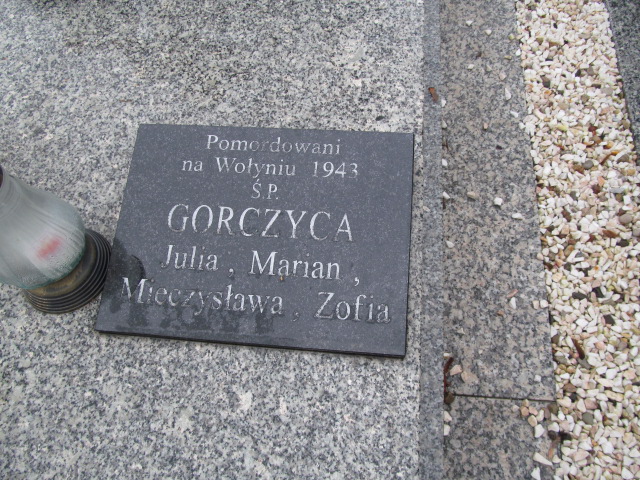 Pomordowani
na Wołyniu 1943
Ś.P.
GORCZYCA
Julia , Marian ,
Mieczysława , Zofia